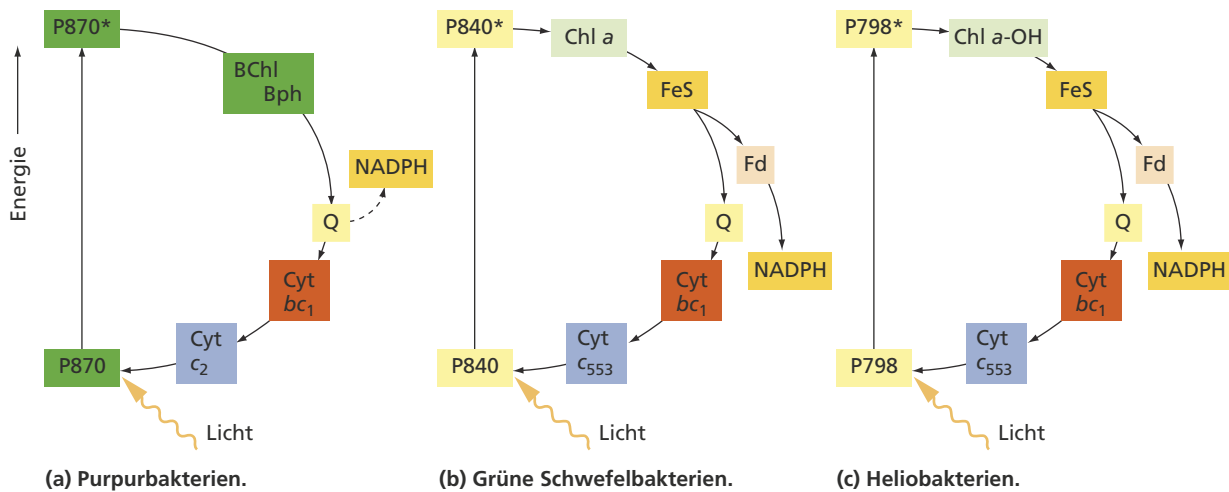 Energie
P870*
BChl
Bph
NADPH
Q
Cyt
bc1
Cyt
c2
P870
Licht
(a) Purpurbakterien.
P840*
Chl a
FeS
Fd
Q
NADPH
Cyt
bc1
Cyt
c553
P840
Licht
(b) Grüne Schwefelbakterien.
P798*
Chl a-OH
FeS
Fd
Q
NADPH
Cyt
bc1
Cyt
c553
P798
Licht
(c) Heliobakterien.